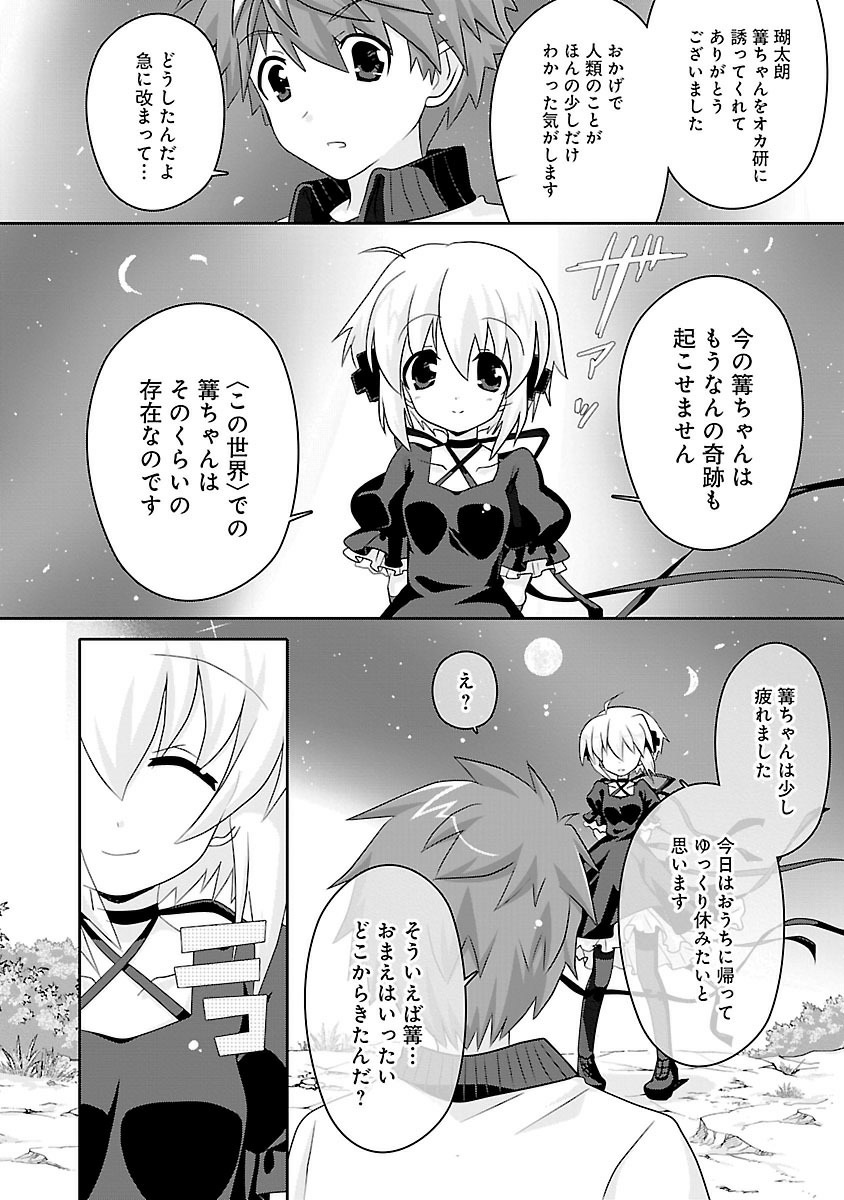 瑚太朗
篝ちゃんをオカ研に
誘ってくれて
ありがとう
ございました
おかげで
人類のことが
ほんの少しだけ
わかった気がします
どうしたんだよ
急に改まって…
ザァァッ
今の篝ちゃんは
もうなんの奇跡も
起こせません
〈この世界〉での
篝ちゃんは
そのくらいの
存在なのです
篝ちゃんは少し
疲れました
今日はおうちに帰って
ゆっくり休みたいと
思います
え？
そういえば篝…
おまえはいったい
どこからきたんだ？
ニコ